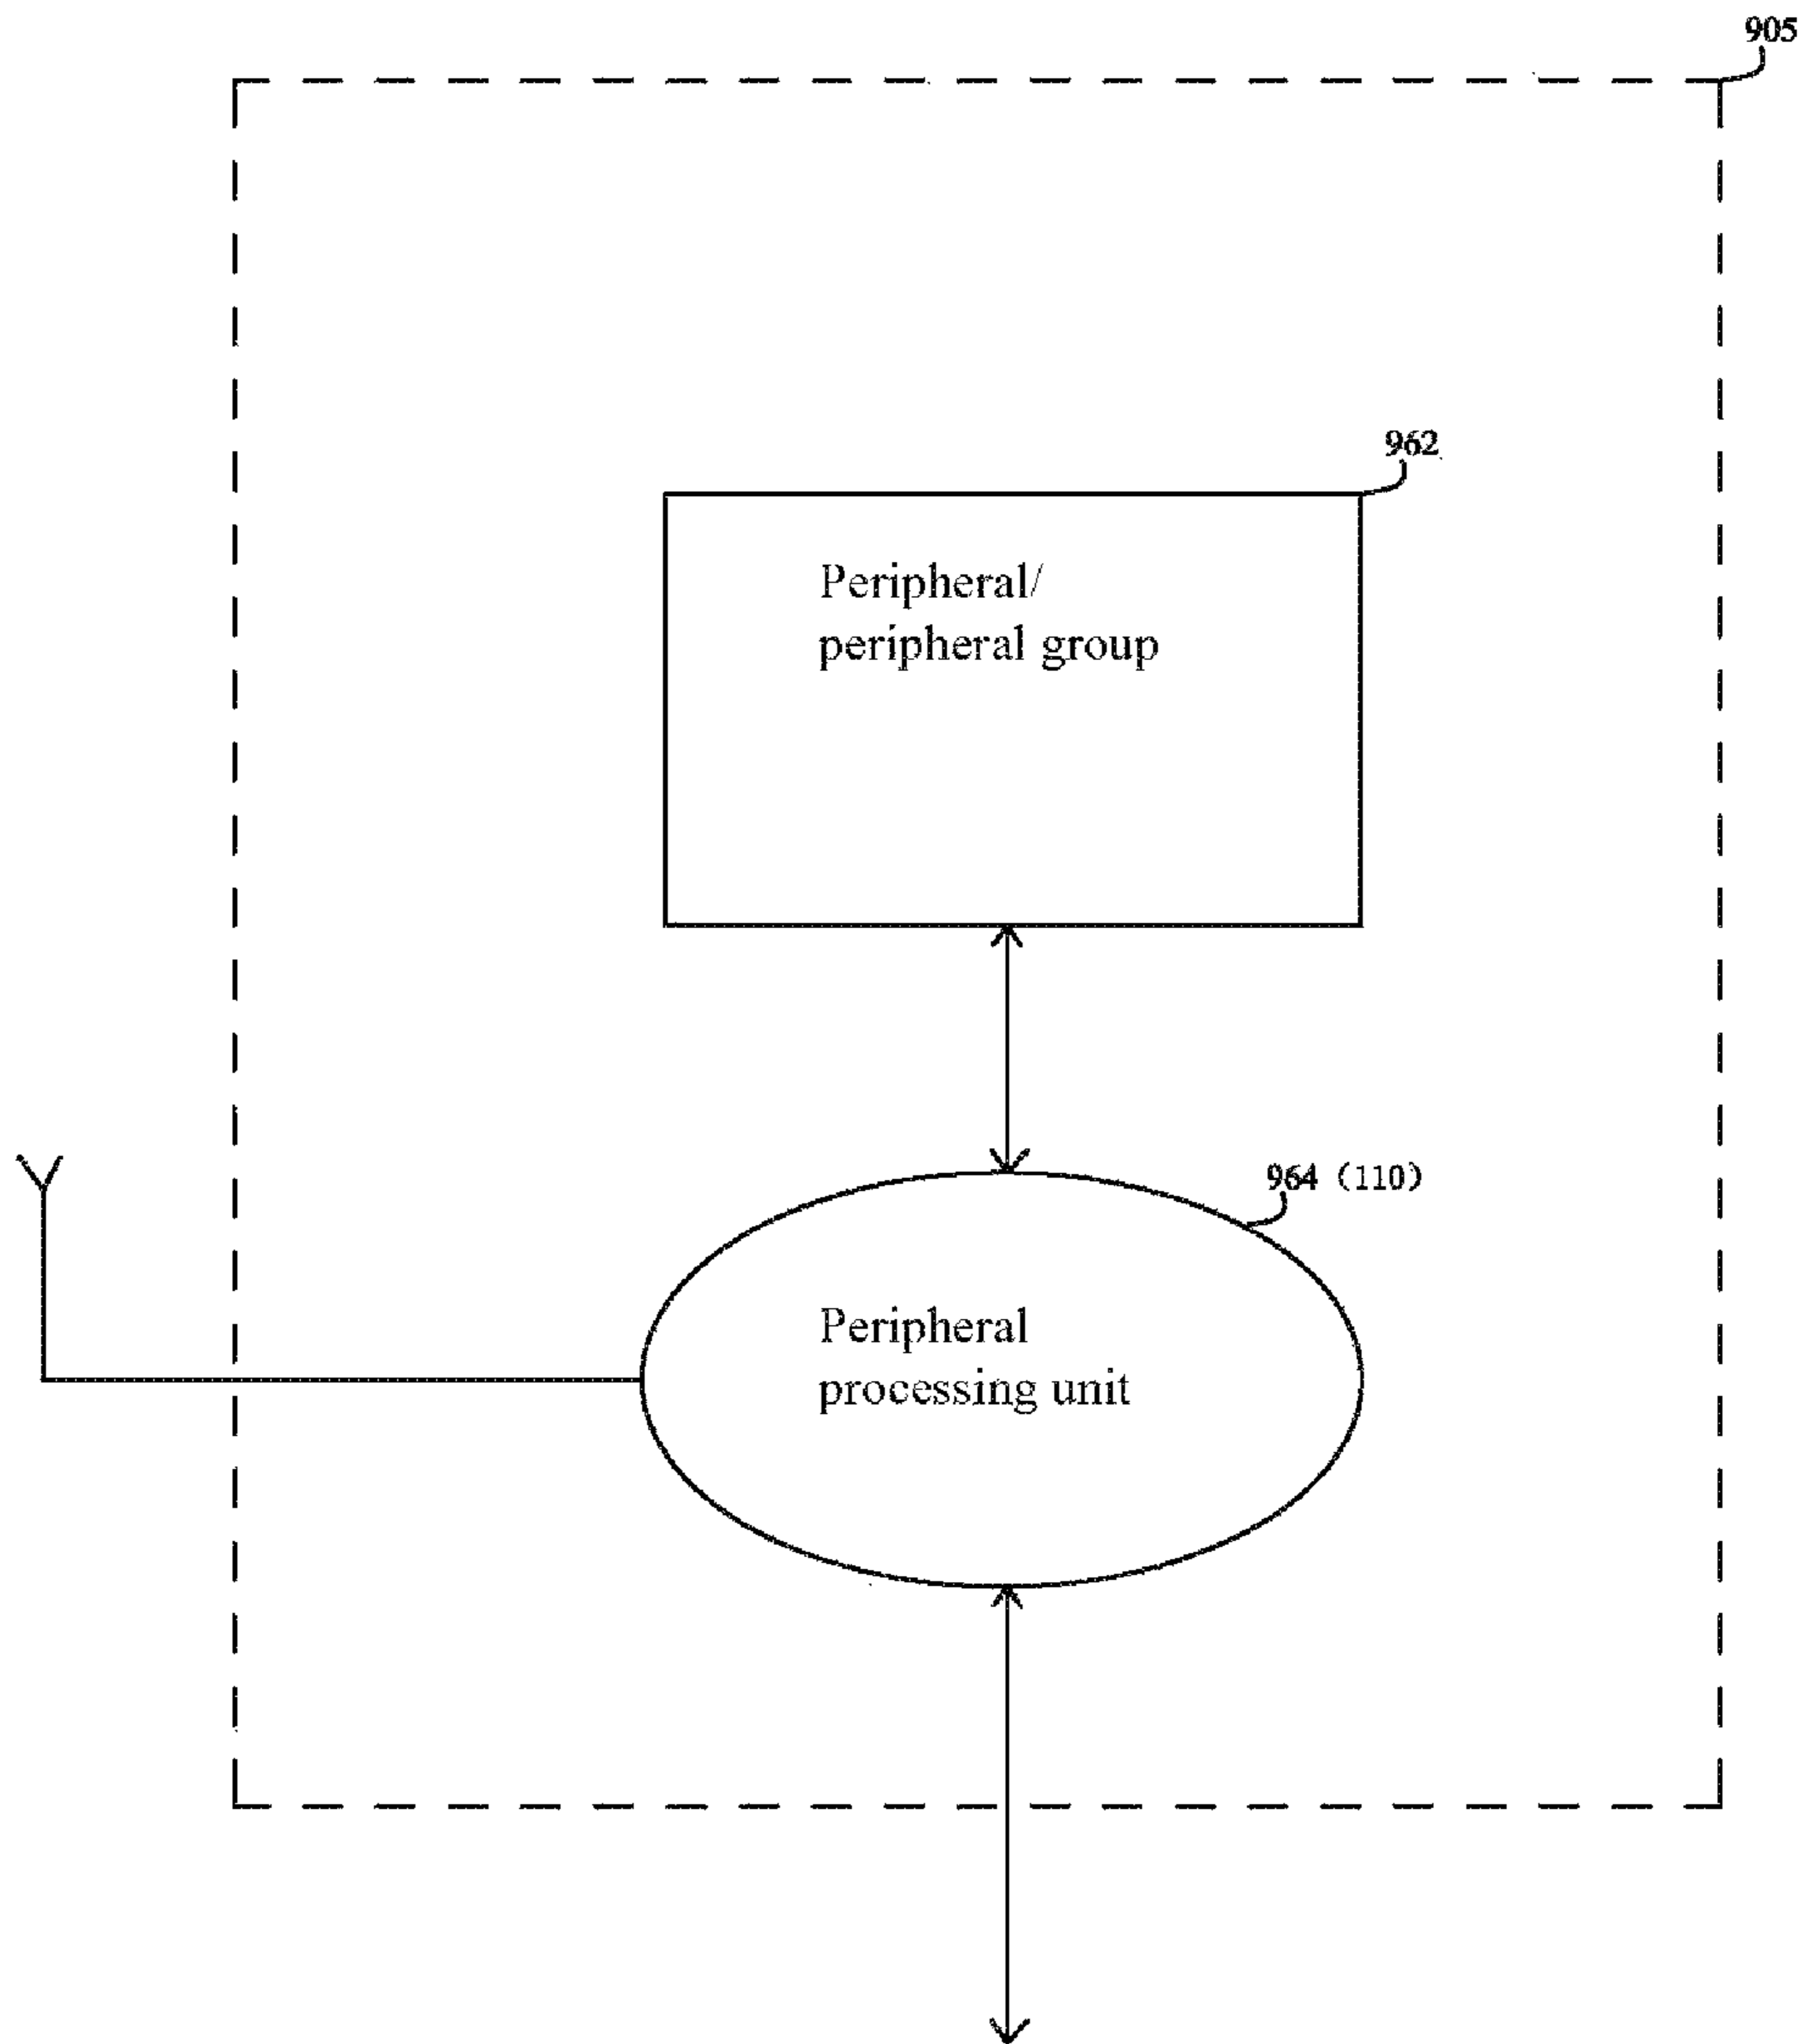 905
962
Peripheral/
peripheral group
964（110）
Peripheral
processing unit